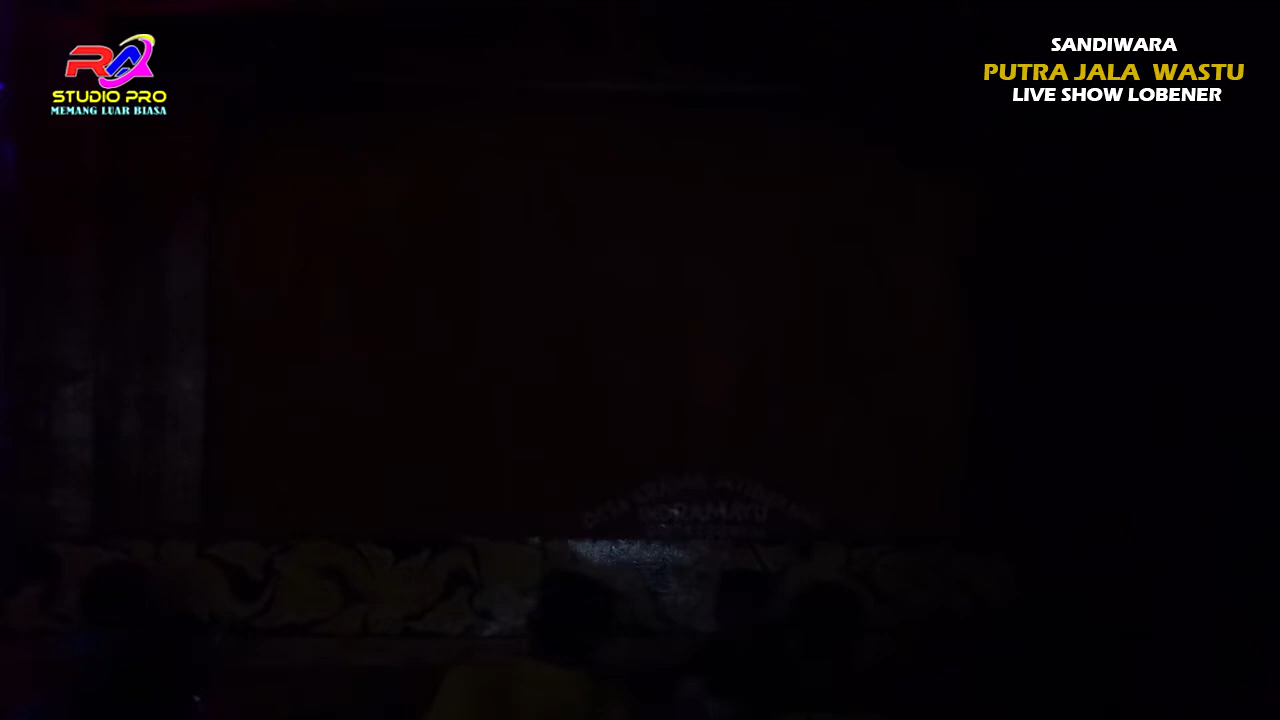 RA
STUDIO PRO
MEMANG LUAR BIASA
SANDIWARA
PUTRA JALA WASTU
LIVE SHOW LOBENER
INDRAMAYU